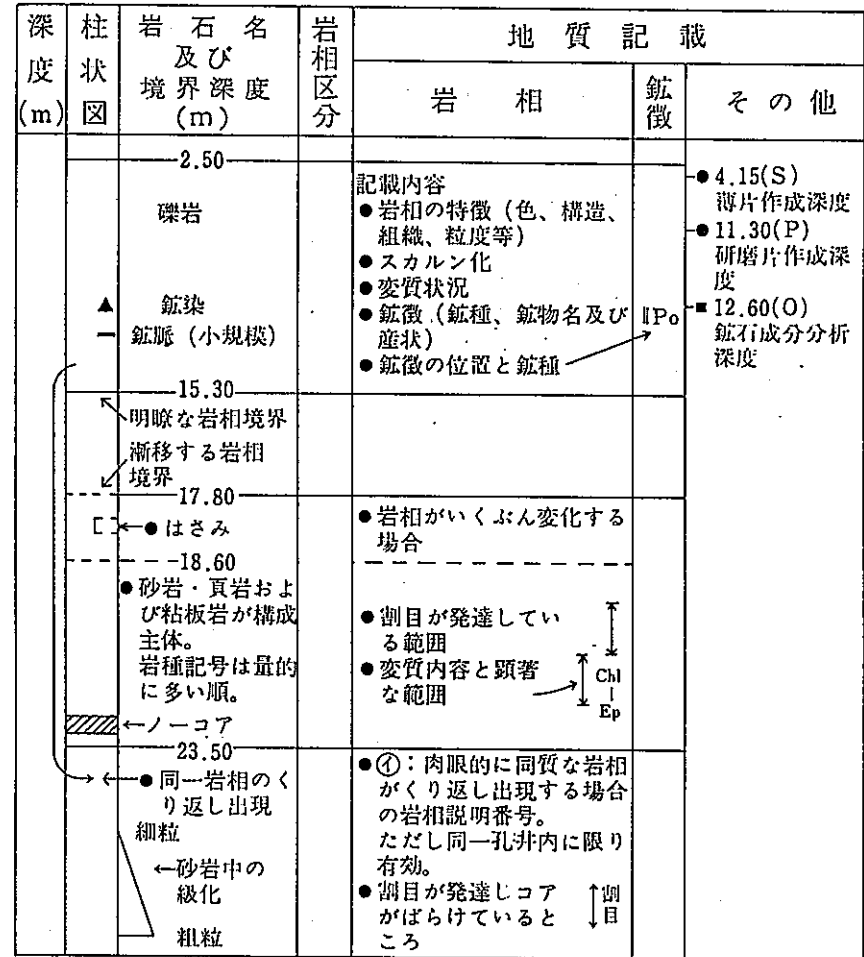 深度(m)
柱状図
岩石名
及び
境界深度
(m)
岩相区分
地質記載
岩相
鉱徴
その他
2.50
礫岩
▲ 鉱染
━ 鉱脈(小規模)
15.30
明瞭な岩相境界
漸移する岩相
境界
17.80
[ ]←●はさみ
18.60
●砂岩・頁岩およ
び粘板岩が構成
主体。
岩種記号は量的
に多い順。
←ノーコア
23.50
●同一岩相のく
り返し出現
細粒
←砂岩中の
級化
粗粒
記載内容
●岩相の特徴(色、構造、
組織、粒度等)
●スカルン化
●変質状況
●鉱徴(鉱種、鉱物名及び
産状)
●鉱徴の位置と鉱種
Po
●岩相がいくぶん変化する
場合
●割目が発達してい
る範囲
●変質内容と顕著
な範囲
Chl
|
Ep
●㋑:肉眼的に同質な岩相
がくり返し出現する場合
の岩相説明番号。
ただし同一孔井内に限り
有効。
●割目が発達しコア
がばらけていると
ころ
割目
●4.15(S)
薄片作成深度
●11.30(P)
研磨片作成深
度
■12.60(O)
鉱石成分分析
深度